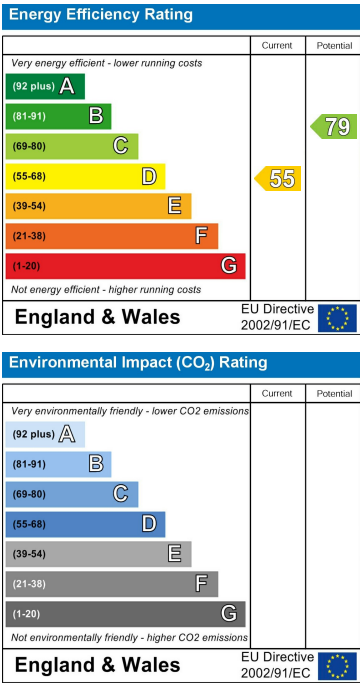 Energy Efficiency Rating
Current Potential
Very energy efficient - lower running costs
(92 plus) A
(81-91) B
(69-80) C
79
(55-68) D
55
(39-54) E
(21-38) F
(1-20) G
Not energy efficient - higher running costs
England & Wales
EU Directive
2002/91/EC
Environmental Impact (CO₂) Rating
Current Potential
Very environmentally friendly - lower CO2 emissions
(92 plus) A
(81-91) B
(69-80) C
(55-68) D
(39-54) E
(21-38) F
(1-20) G
Not environmentally friendly - higher CO2 emissions
England & Wales
EU Directive
2002/91/EC